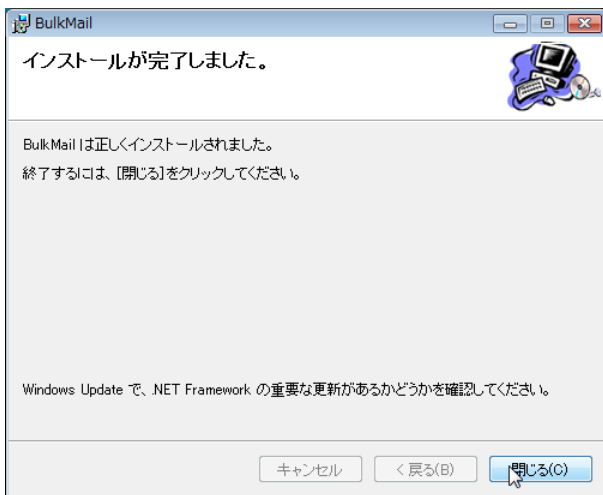 BulkMail
インストールが完了しました。
BulkMail は正しくインストールされました。
終了するには、[閉じる]をクリックしてください。
Windows Update で、.NET Framework の重要な更新があるかどうかを確認してください。
キャンセル
< 戻る(B)
閉じる(C)